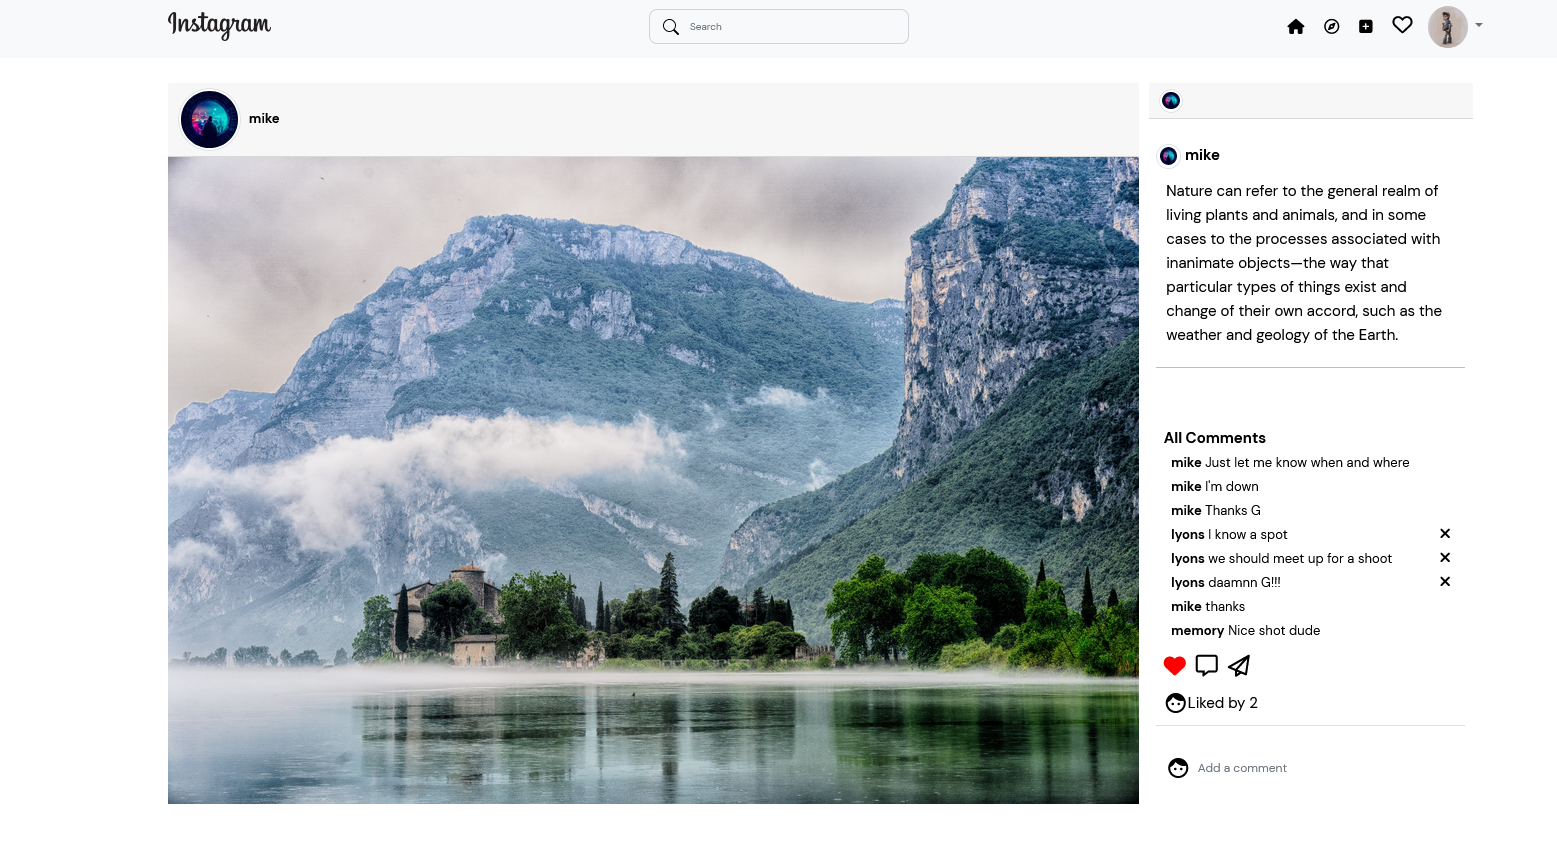 Instagram
Search
mike
mike
Nature can refer to the general realm of
living plants and animals, and in some
cases to the processes associated with
inanimate objects—the way that
particular types of things exist and
change of their own accord, such as the
weather and geology of the Earth.
All Comments
mike Just let me know when and where
mike I'm down
mike Thanks G
lyons I know a spot
lyons we should meet up for a shoot
lyons daamnn G!!!
mike thanks
memory Nice shot dude
Liked by 2
Add a comment